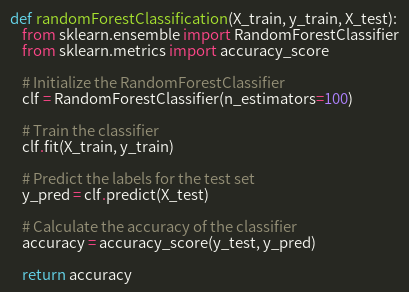 def randomForestClassification(X_train, y_train, X_test):
from sklearn.ensemble import RandomForestClassifier
from sklearn.metrics import accuracy_score
# Initialize the RandomForestClassifier
clf = RandomForestClassifier(n_estimators=100)
# Train the classifier
clf.fit(X_train, y_train)
# Predict the labels for the test set
y_pred = clf.predict(X_test)
# Calculate the accuracy of the classifier
accuracy = accuracy_score(y_test, y_pred)
return accuracy